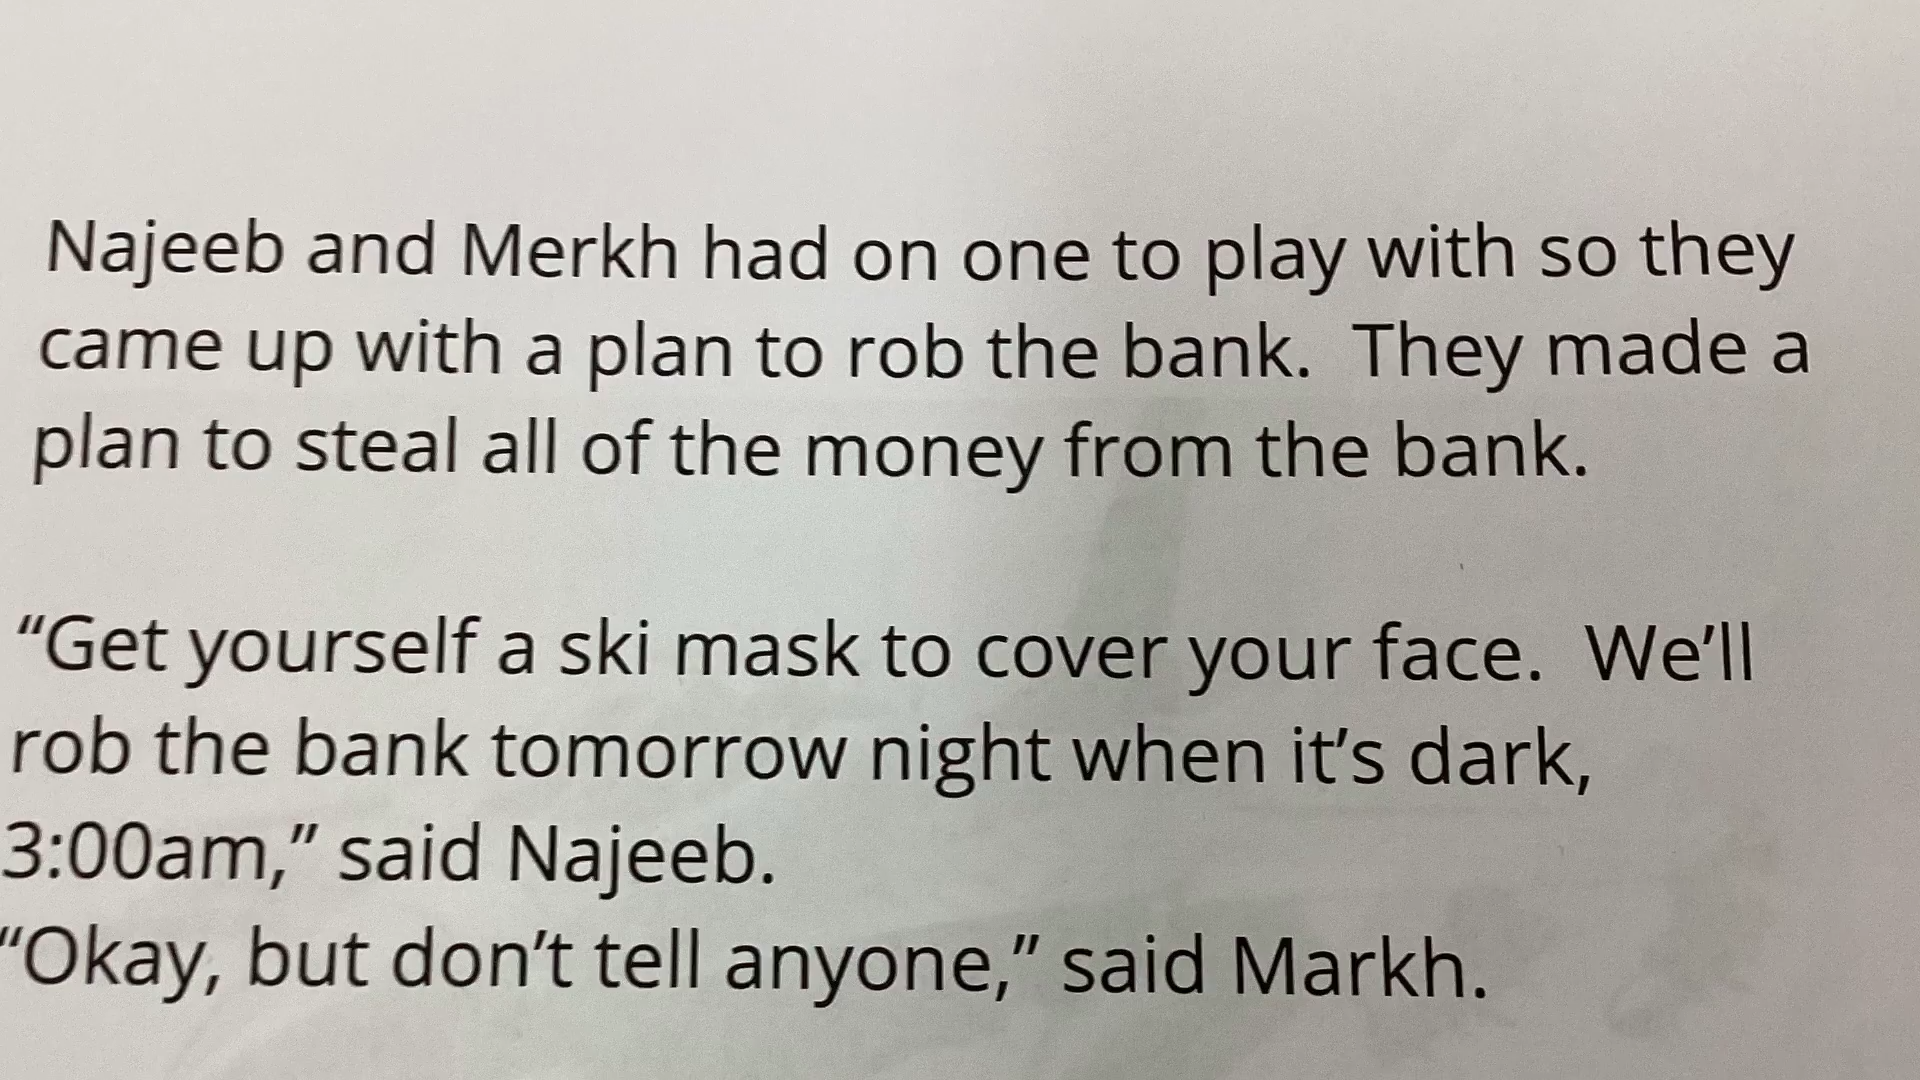 Najeeb and Merkh had on one to play with so they
came up with a plan to rob the bank.  They made a
plan to steal all of the money from the bank.
“Get yourself a ski mask to cover your face.  We’ll
rob the bank tomorrow night when it’s dark,
3:00am,” said Najeeb.
“Okay, but don’t tell anyone,” said Markh.